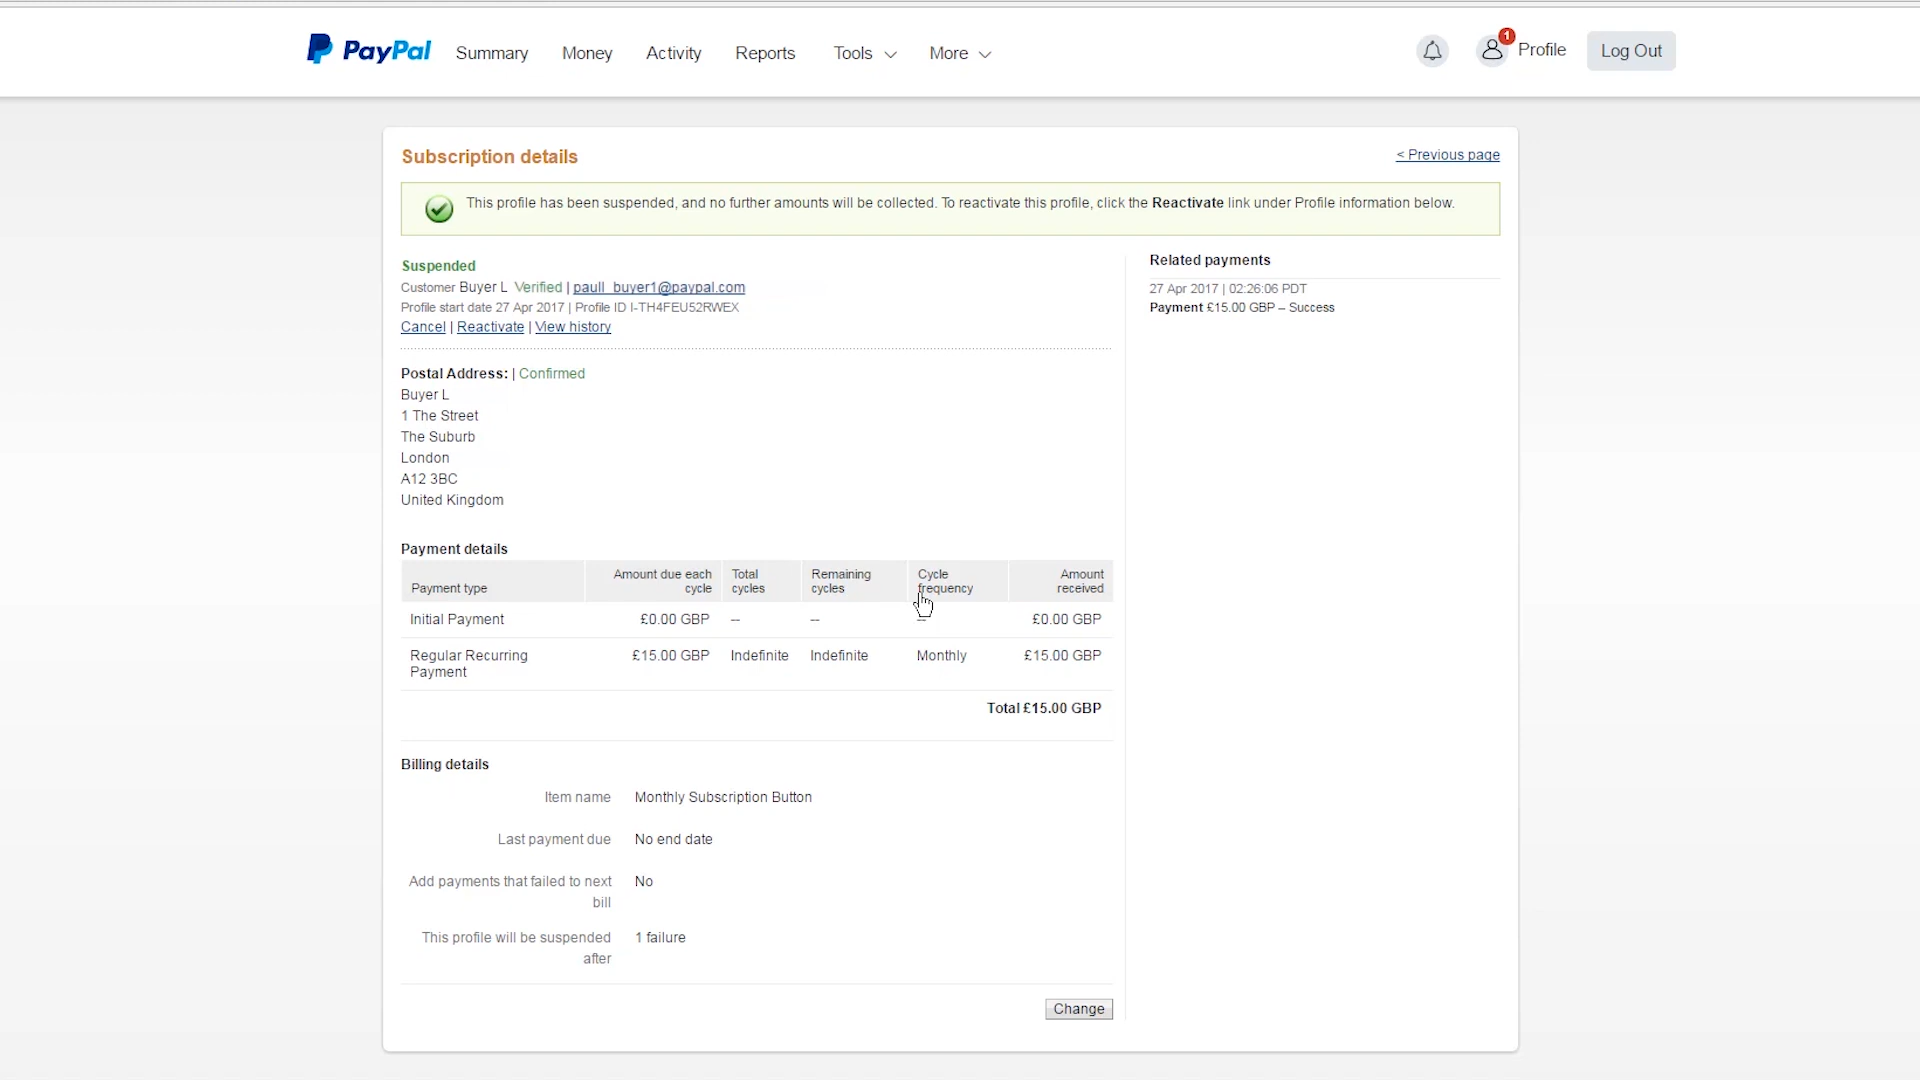 PayPal Summary Money Activity Reports Tools More 1 Profile Log Out
Subscription details
< Previous page
This profile has been suspended, and no further amounts will be collected. To reactivate this profile, click the Reactivate link under Profile information below.
Suspended
Customer Buyer L Verified | paull_buyer1@paypal.com
Profile start date 27 Apr 2017 | Profile ID I-TH4FEU52RWEX
Cancel | Reactivate | View history
Related payments
27 Apr 2017 | 02:26:06 PDT
Payment £15.00 GBP – Success
Postal Address: | Confirmed
Buyer L
1 The Street
The Suburb
London
A12 3BC
United Kingdom
Payment details
Payment type Amount due each cycle Total cycles Remaining cycles Cycle frequency Amount received
Initial Payment £0.00 GBP -- -- -- £0.00 GBP
Regular Recurring Payment £15.00 GBP Indefinite Indefinite Monthly £15.00 GBP
Total £15.00 GBP
Billing details
Item name Monthly Subscription Button
Last payment due No end date
Add payments that failed to next bill No
This profile will be suspended after 1 failure
Change